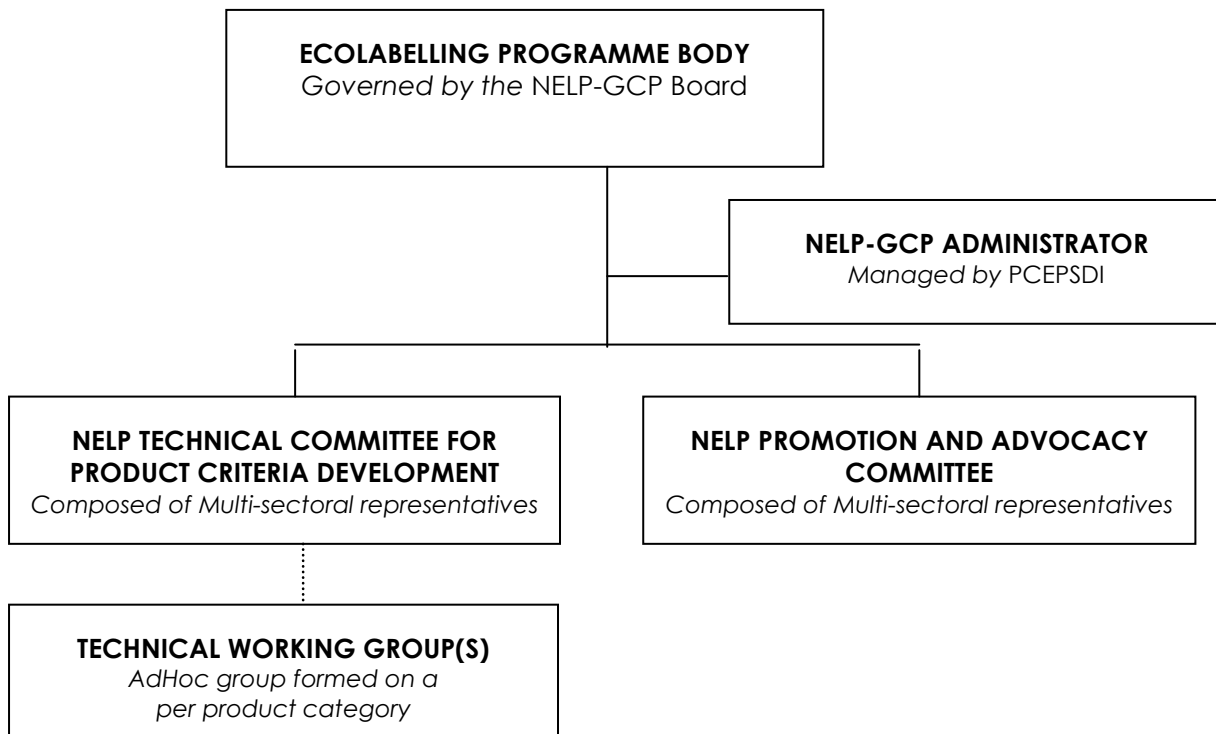 ECOLABELLING PROGRAMME BODY
Governed by the NELP-GCP Board
NELP-GCP ADMINISTRATOR
Managed by PCEPSDI
NELP TECHNICAL COMMITTEE FOR
PRODUCT CRITERIA DEVELOPMENT
Composed of Multi-sectoral representatives
NELP PROMOTION AND ADVOCACY
COMMITTEE
Composed of Multi-sectoral representatives
TECHNICAL WORKING GROUP(S)
AdHoc group formed on a
per product category